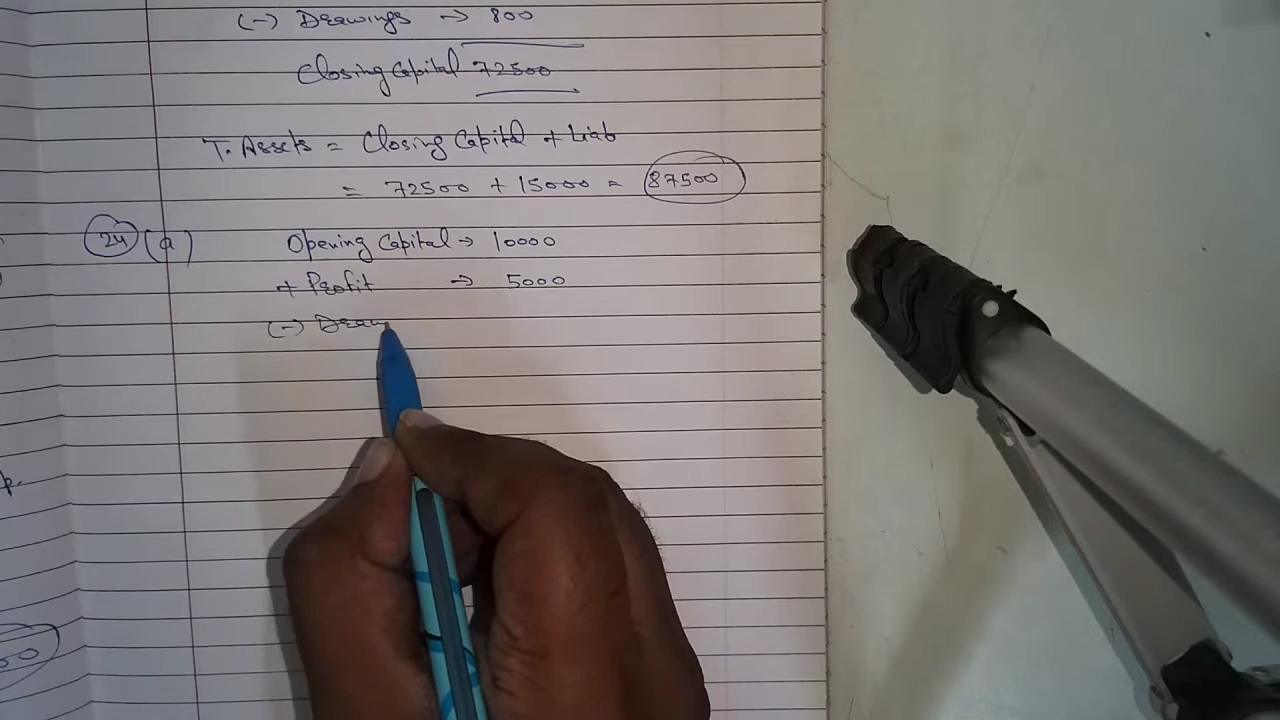 (-) Drawings → 800
Closing Capital 72500
T. Assets = Closing Capital + Liab
= 72500 + 15000 = 87500
24 (a) Opening Capital → 10000
+ Profit → 5000
(-) Draw
p.
00